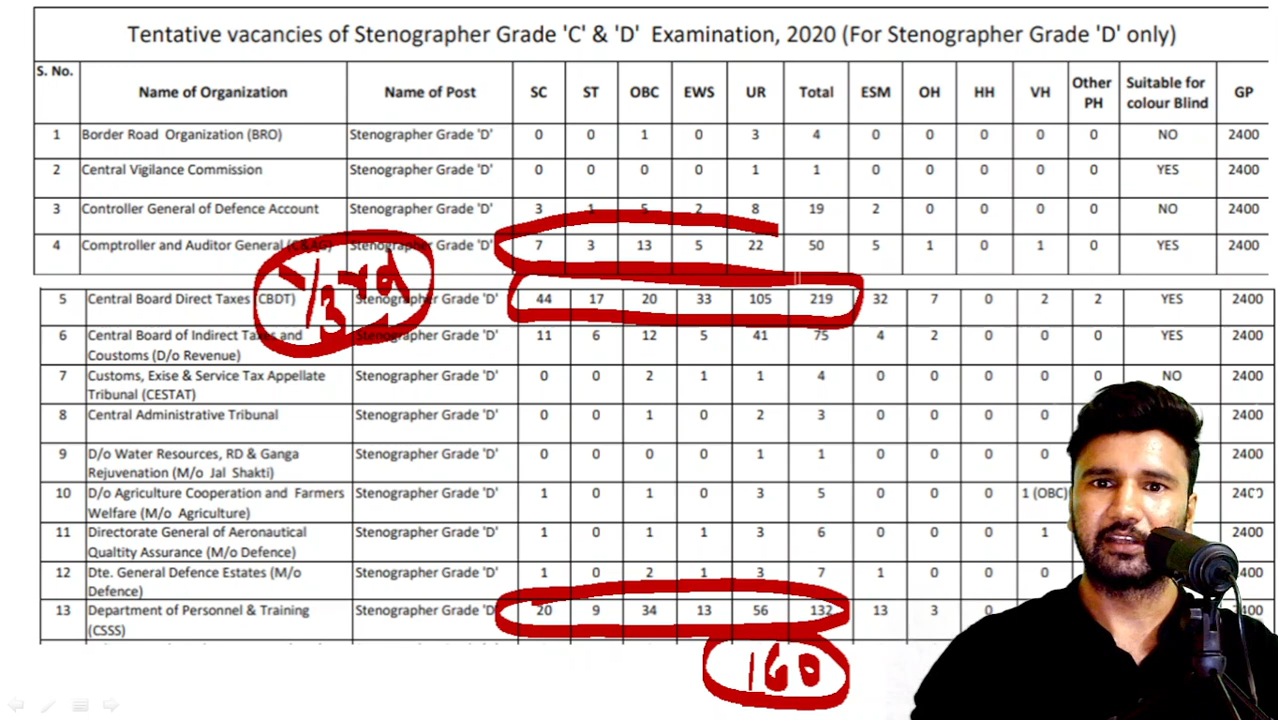 Tentative vacancies of Stenographer Grade 'C' & 'D' Examination, 2020 (For Stenographer Grade 'D' only)
S. No. Name of Organization Name of Post SC ST OBC EWS UR Total ESM OH HH VH Other PH Suitable for colour Blind GP
1 Border Road Organization (BRO) Stenographer Grade 'D' 0 0 1 0 3 4 0 0 0 0 0 NO 2400
2 Central Vigilance Commission Stenographer Grade 'D' 0 0 0 0 1 1 0 0 0 0 0 YES 2400
3 Controller General of Defence Account Stenographer Grade 'D' 3 1 5 2 8 19 2 0 0 0 0 NO 2400
4 Comptroller and Auditor General (C&AG) Stenographer Grade 'D' 7 3 13 5 22 50 5 1 0 1 0 YES 2400
1/3rd
5 Central Board Direct Taxes (CBDT) Stenographer Grade 'D' 44 17 20 33 105 219 32 7 0 2 2 YES 2400
6 Central Board of Indirect Taxes and Stenographer Grade 'D' 11 6 12 5 41 75 4 2 0 0 0 YES 2400
Coustoms (D/o Revenue)
7 Customs, Exise & Service Tax Appellate Stenographer Grade 'D' 0 0 2 1 1 4 0 0 0 0 0 NO 2400
Tribunal (CESTAT)
8 Central Administrative Tribunal Stenographer Grade 'D' 0 0 1 0 2 3 0 0 0 0 2400
9 D/o Water Resources, RD & Ganga Stenographer Grade 'D' 0 0 0 0 1 1 0 0 0 0 2400
Rejuvenation (M/o Jal Shakti)
10 D/o Agriculture Cooperation and Farmers Stenographer Grade 'D' 1 0 1 0 3 5 0 0 0 1 (OBC) 2400
Welfare (M/o Agriculture)
11 Directorate General of Aeronautical Stenographer Grade 'D' 1 0 1 1 3 6 0 0 0 1 2400
Qualtity Assurance (M/o Defence)
12 Dte. General Defence Estates (M/o Stenographer Grade 'D' 1 0 2 1 3 7 1 0 0 0 400
Defence)
13 Department of Personnel & Training Stenographer Grade 'D' 20 9 34 13 56 132 13 3 0 400
(CSSS)
160